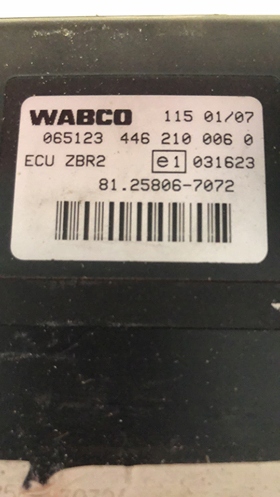 WABCO 115 01/07
065123 446 210 006 0
ECU ZBR2 e1 031623
81.25806-7072